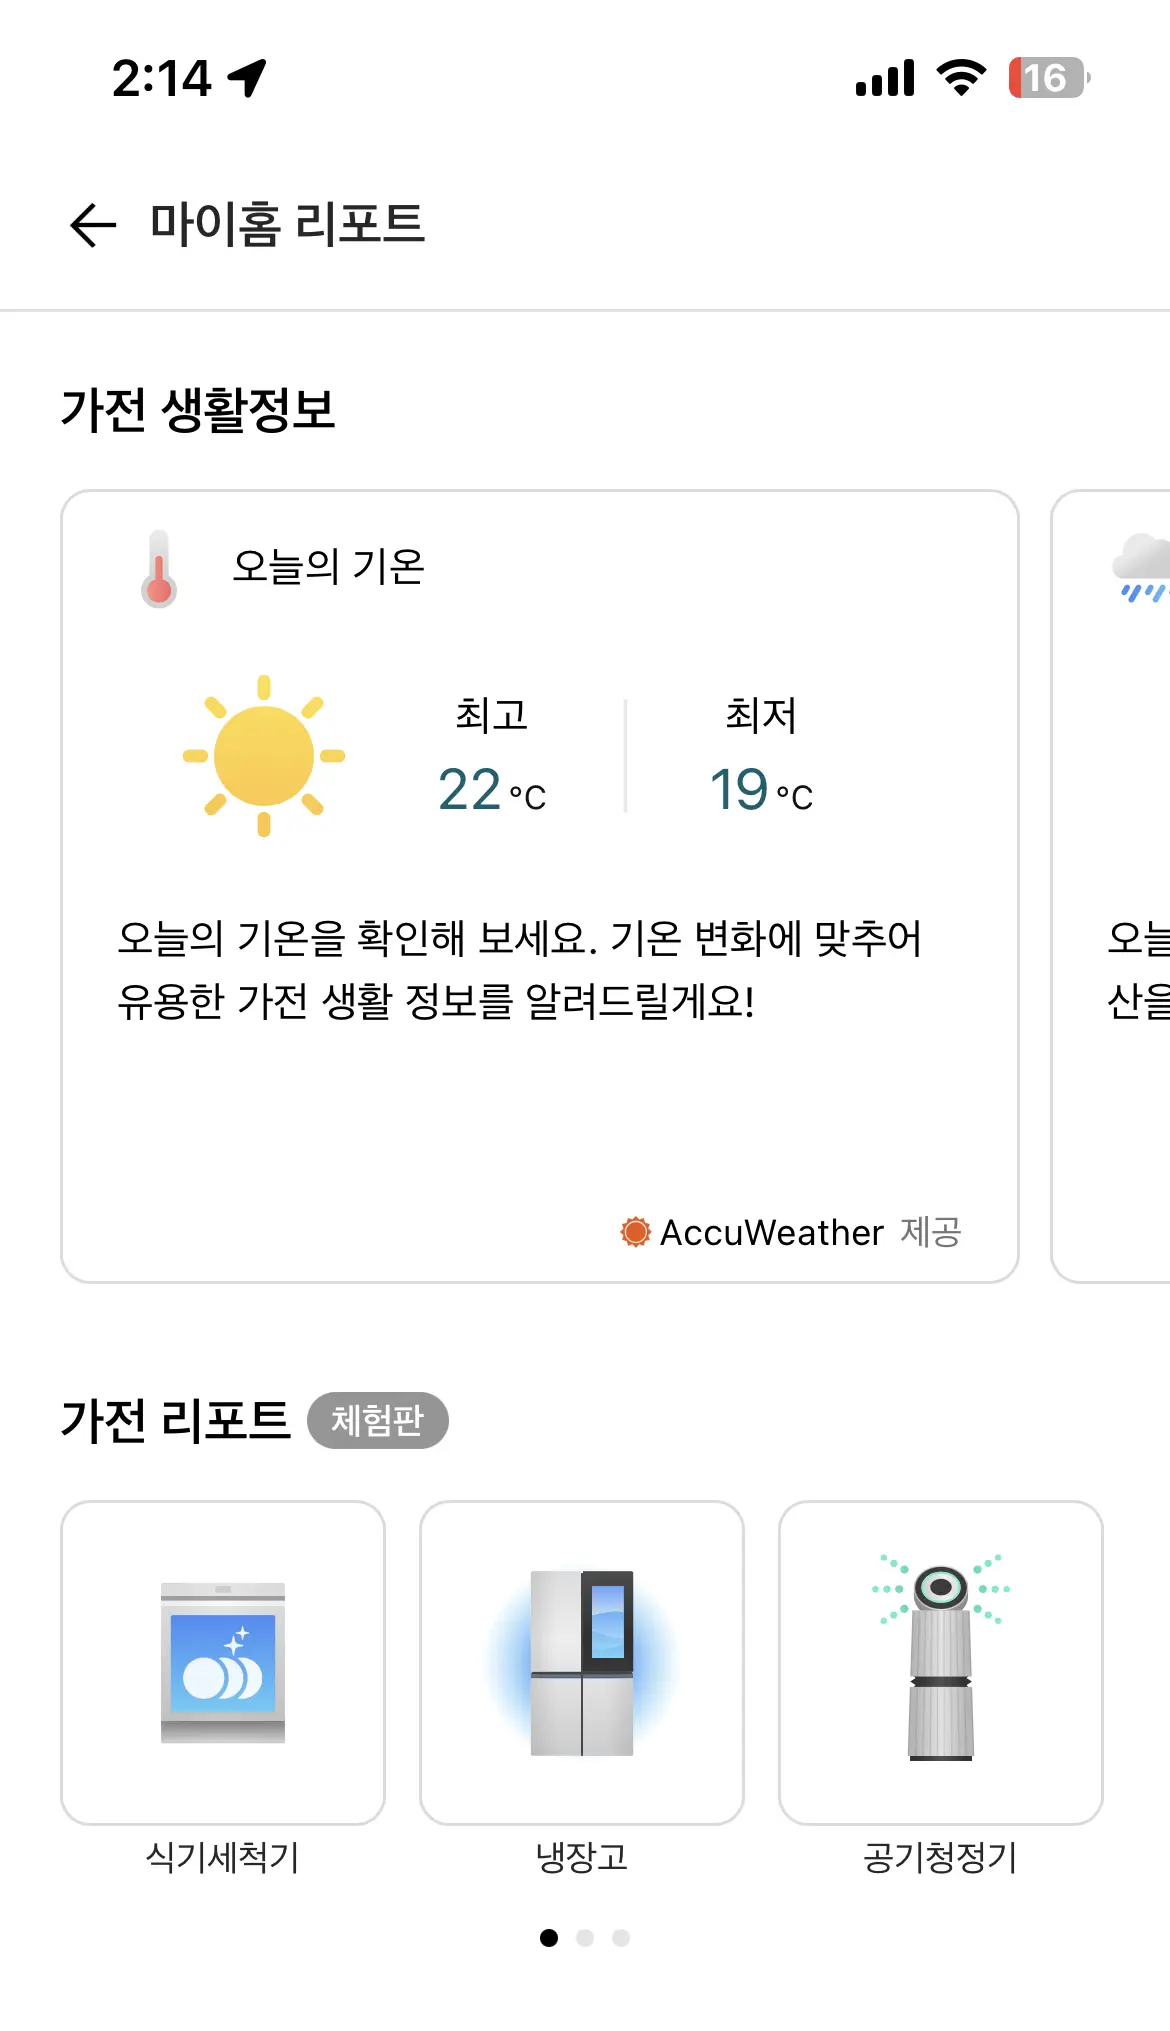 2:14
16
마이홈 리포트
가전 생활정보
오늘의 기온
최고
최저
22 °C
19 °C
오늘의 기온을 확인해 보세요. 기온 변화에 맞추어
유용한 가전 생활 정보를 알려드릴게요!
오늘
산을
AccuWeather 제공
가전 리포트 체험판
식기세척기
냉장고
공기청정기